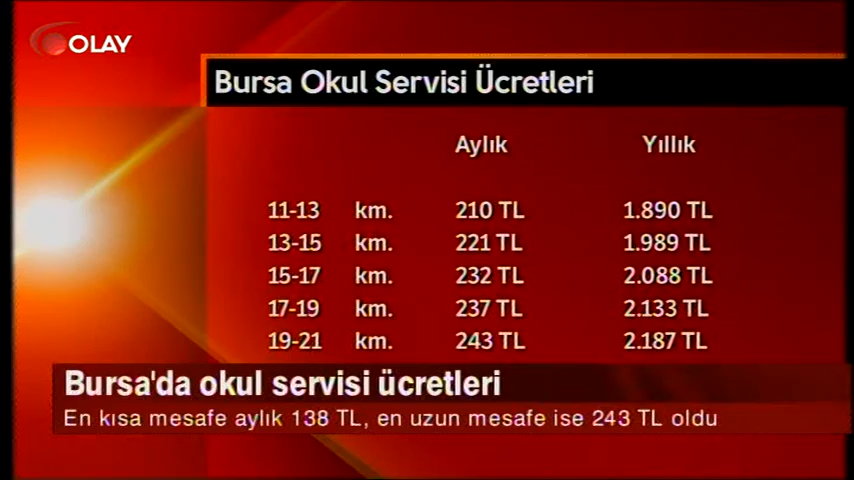 OLAY
Bursa Okul Servisi Ücretleri
Aylık Yıllık
11-13 km. 210 TL 1.890 TL
13-15 km. 221 TL 1.989 TL
15-17 km. 232 TL 2.088 TL
17-19 km. 237 TL 2.133 TL
19-21 km. 243 TL 2.187 TL
Bursa'da okul servisi ücretleri
En kısa mesafe aylık 138 TL, en uzun mesafe ise 243 TL oldu